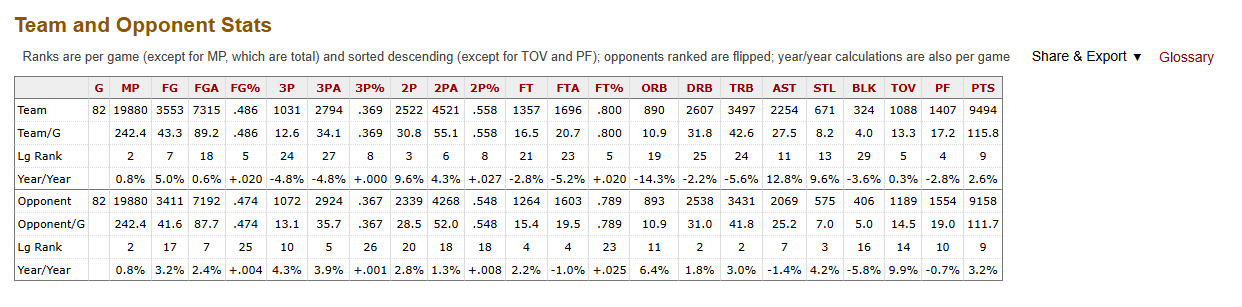 Team and Opponent Stats
Ranks are per game (except for MP, which are total) and sorted descending (except for TOV and PF); opponents ranked are flipped; year/year calculations are also per game Share & Export ▼ Glossary
G MP FG FGA FG% 3P 3PA 3P% 2P 2PA 2P% FT FTA FT% ORB DRB TRB AST STL BLK TOV PF PTS
Team 82 19880 3553 7315 .486 1031 2794 .369 2522 4521 .558 1357 1696 .800 890 2607 3497 2254 671 324 1088 1407 9494
Team/G 242.4 43.3 89.2 .486 12.6 34.1 .369 30.8 55.1 .558 16.5 20.7 .800 10.9 31.8 42.6 27.5 8.2 4.0 13.3 17.2 115.8
Lg Rank 2 7 18 5 24 27 8 3 6 8 21 23 5 19 25 24 11 13 29 5 4 9
Year/Year 0.8% 5.0% 0.6% +.020 -4.8% -4.8% +.000 9.6% 4.3% +.027 -2.8% -5.2% +.020 -14.3% -2.2% -5.6% 12.8% 9.6% -3.6% 0.3% -2.8% 2.6%
Opponent 82 19880 3411 7192 .474 1072 2924 .367 2339 4268 .548 1264 1603 .789 893 2538 3431 2069 575 406 1189 1554 9158
Opponent/G 242.4 41.6 87.7 .474 13.1 35.7 .367 28.5 52.0 .548 15.4 19.5 .789 10.9 31.0 41.8 25.2 7.0 5.0 14.5 19.0 111.7
Lg Rank 2 17 7 25 10 5 26 20 18 18 4 4 23 11 2 2 7 3 16 14 10 9
Year/Year 0.8% 3.2% 2.4% +.004 4.3% 3.9% +.001 2.8% 1.3% +.008 2.2% -1.0% +.025 6.4% 1.8% 3.0% -1.4% 4.2% -5.8% 9.9% -0.7% 3.2%